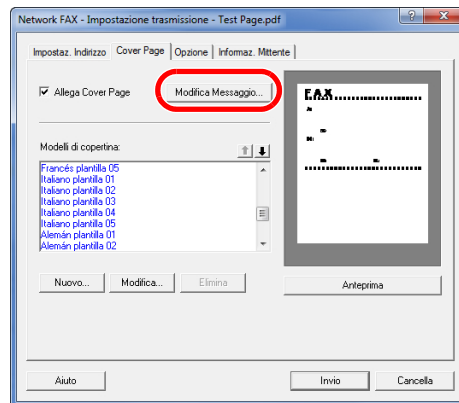 Network FAX - Impostazione trasmissione - Test Page.pdf
Impostaz. Indirizzo Cover Page Opzione Informaz. Mittente
Allega Cover Page
Modifica Messaggio...
Modelli di copertina:
Francés plantilla 05
Italiano plantilla 01
Italiano plantilla 02
Italiano plantilla 03
Italiano plantilla 04
Italiano plantilla 05
Alemán plantilla 01
Alemán plantilla 02
Nuovo... Modifica... Elimina
FAX
Anteprima
Aiuto Invio Cancella